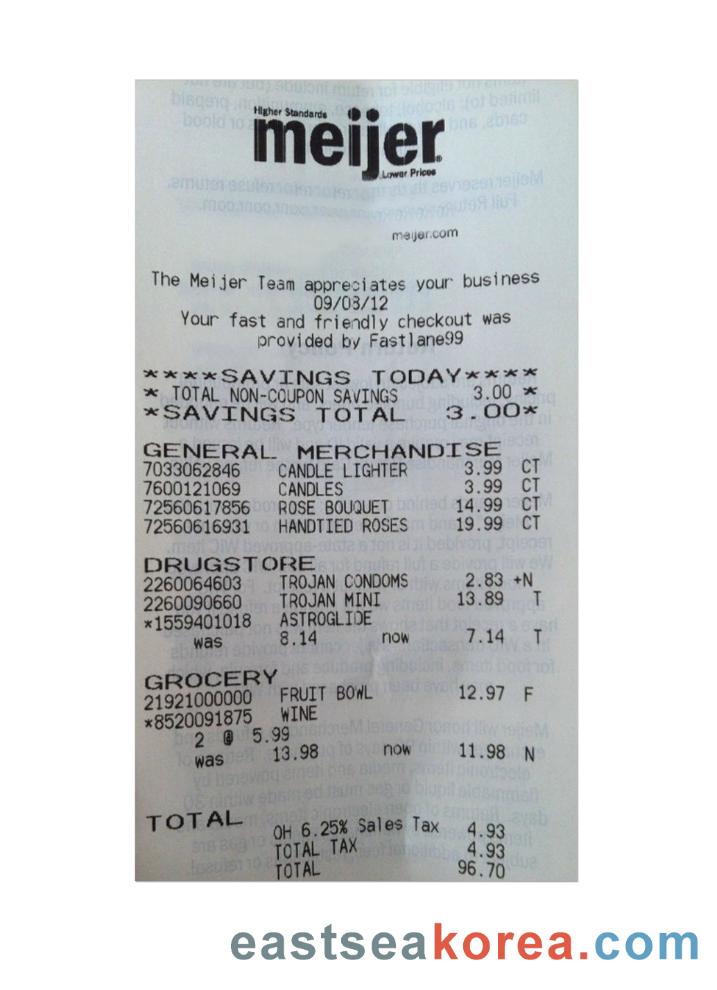 Higher Standards
meijer
Lower Prices
meijer.com
The Meijer Team appreciates your business
09/08/12
Your fast and friendly checkout was
provided by Fastlane99
****SAVINGS TODAY****
* TOTAL NON-COUPON SAVINGS 3.00 *
*SAVINGS TOTAL 3.00*
GENERAL MERCHANDISE
7033062846 CANDLE LIGHTER 3.99 CT
7600121069 CANDLES 3.99 CT
72560617856 ROSE BOUQUET 14.99 CT
72560616931 HANDTIED ROSES 19.99 CT
DRUGSTORE
2260064603 TROJAN CONDOMS 2.83 +N
2260090660 TROJAN MINI 13.89 T
*1559401018 ASTROGLIDE
was 8.14 now 7.14 T
GROCERY
21921000000 FRUIT BOWL 12.97 F
*8520091875 WINE
2 @ 5.99
was 13.98 now 11.98 N
TOTAL
OH 6.25% Sales Tax 4.93
TOTAL TAX 4.93
TOTAL 96.70
eastseakorea.com